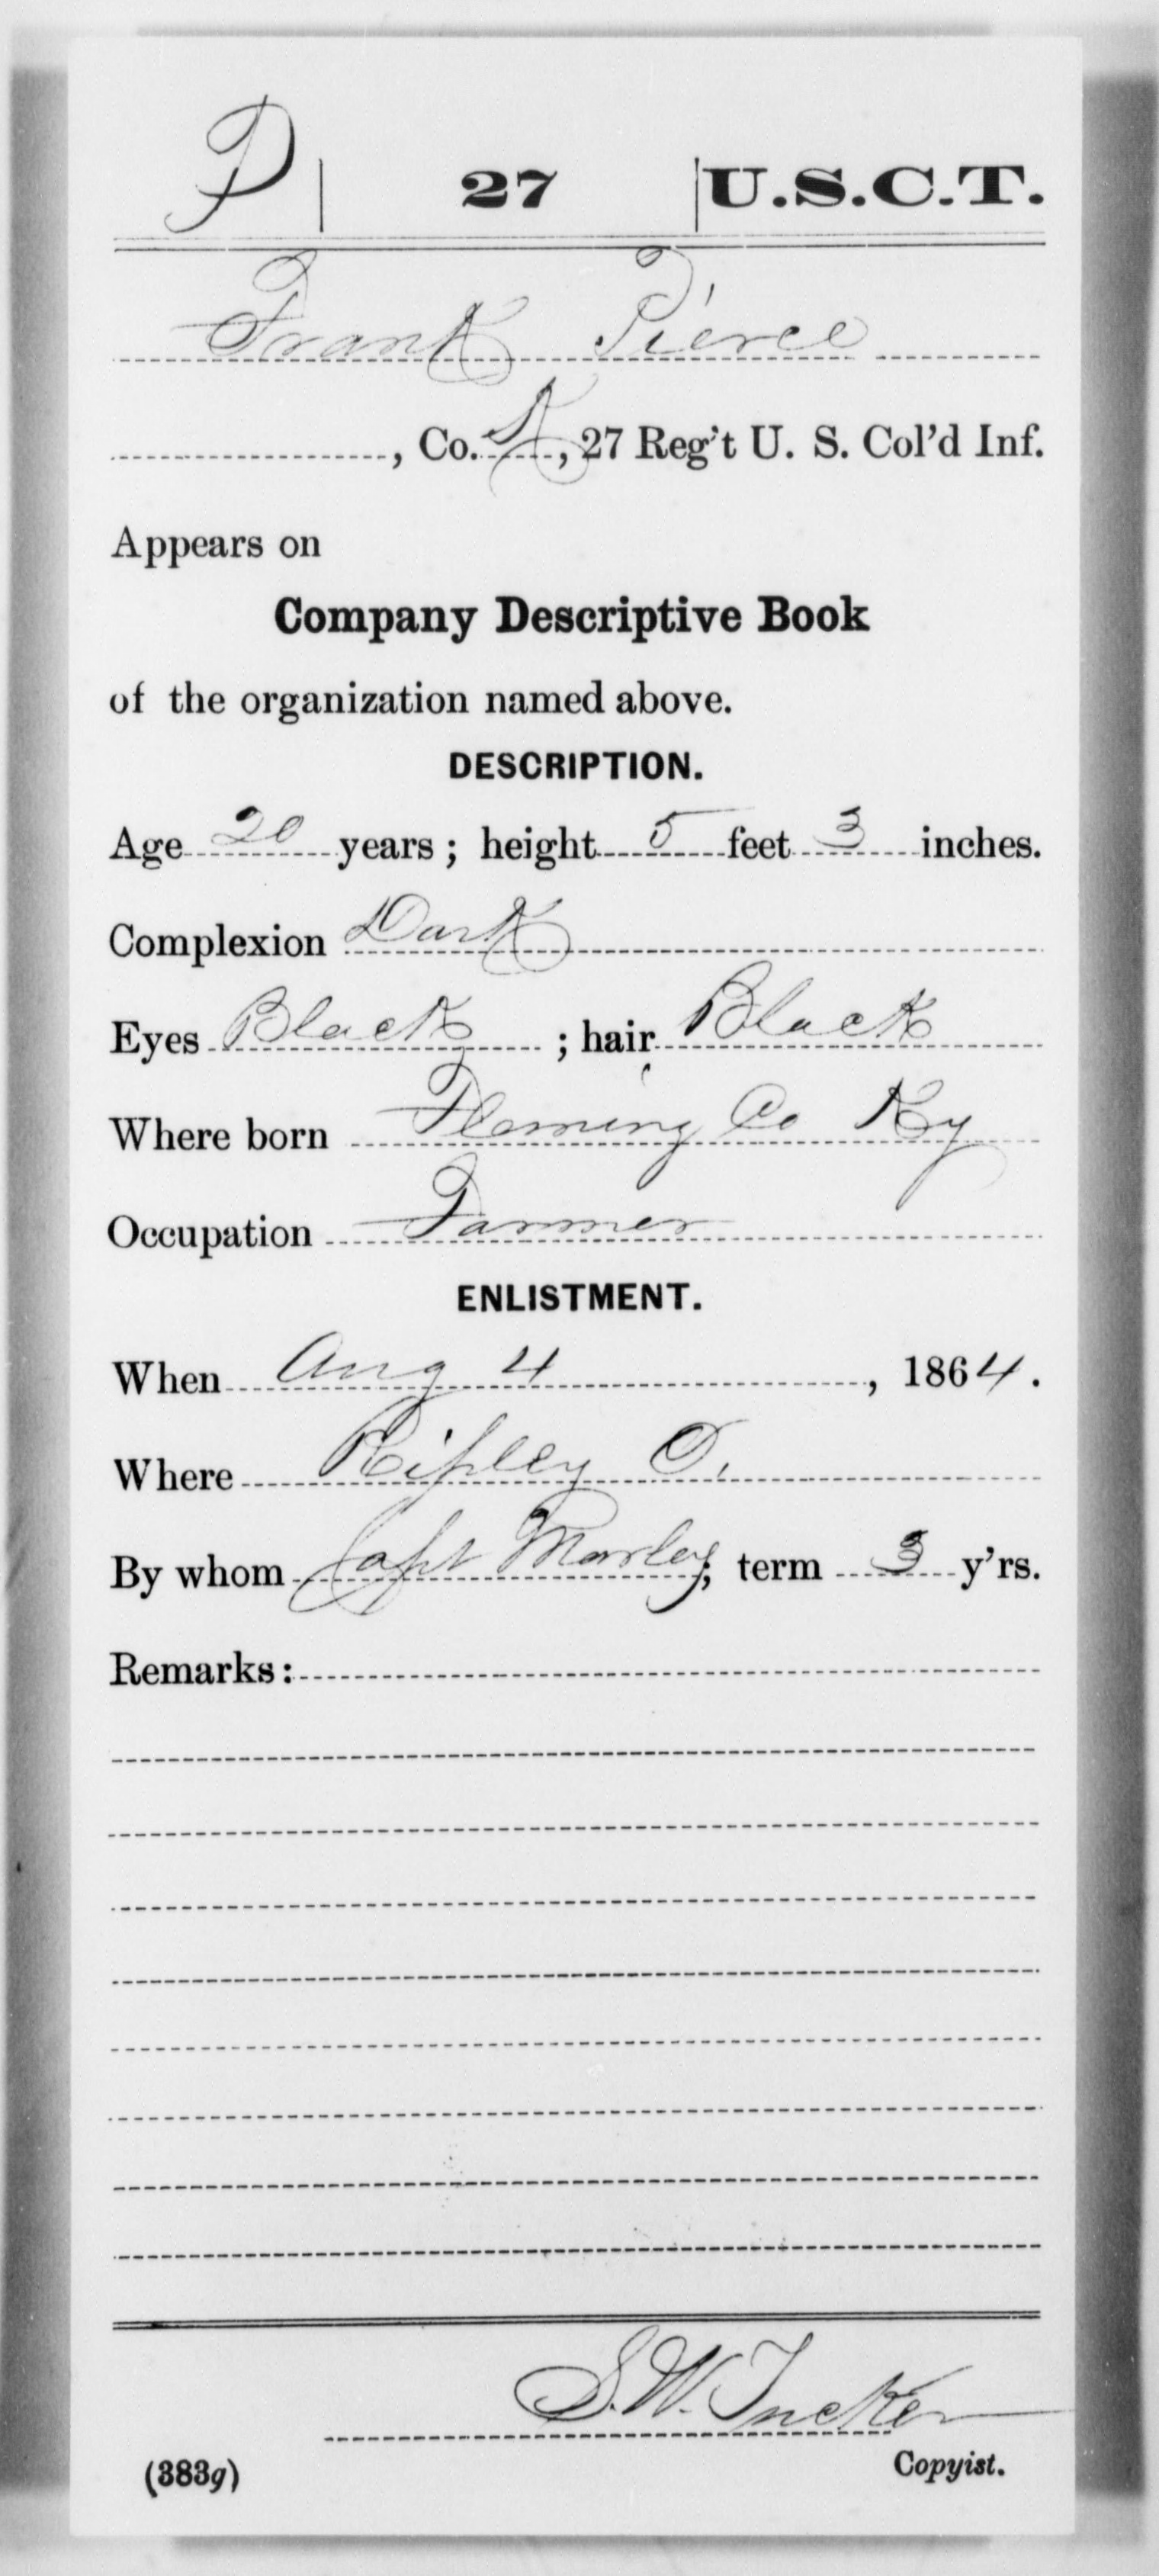 P | 27 | U.S.C.T.
Frank Pierce
, Co. K, 27 Reg't U. S. Col'd Inf.
Appears on
Company Descriptive Book
of the organization named above.
DESCRIPTION.
Age 20 years; height 5 feet 3 inches.
Complexion Dark
Eyes Black ; hair Black
Where born Fleming Co Ky
Occupation Farmer
ENLISTMENT.
When Aug 4, 1864.
Where Ripley O.
By whom Capt Marley; term 3 y'rs.
Remarks:
S. W. Tucker
Copyist.
(383g)